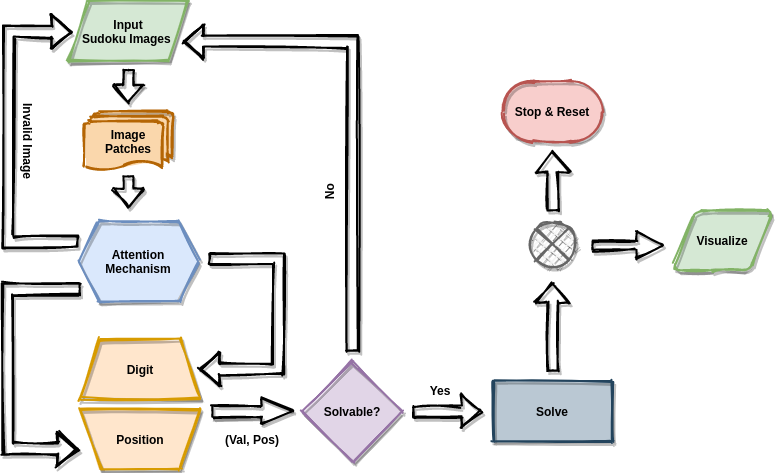 Input
Sudoku Images
Invalid Image
Image
Patches
No
Attention
Mechanism
Digit
Position
(Val, Pos)
Solvable?
Yes
Solve
Stop & Reset
Visualize